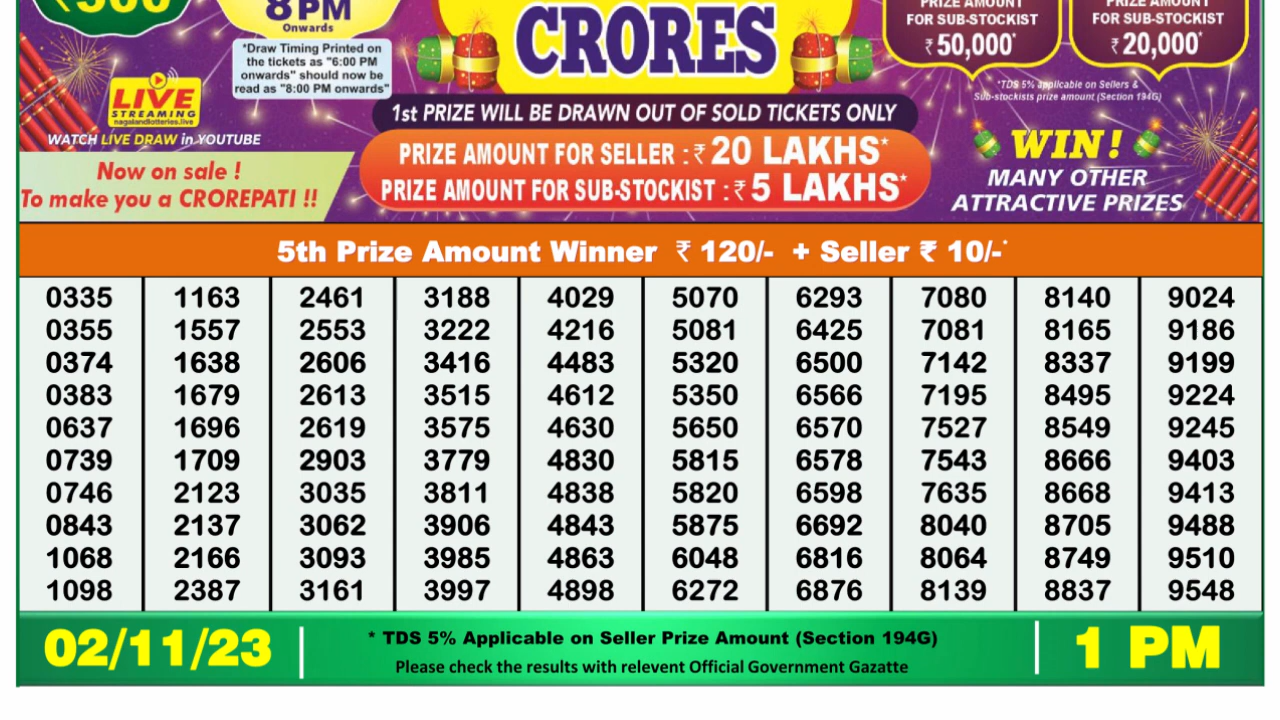 ₹500
8PM
Onwards
*Draw Timing Printed on
the tickets as "6:00 PM
onwards" should now be
read as "8:00 PM onwards"
LIVE
STREAMING
nagalandlotteries.live
WATCH LIVE DRAW in YOUTUBE
Now on sale !
To make you a CROREPATI !!
CRORES
1st PRIZE WILL BE DRAWN OUT OF SOLD TICKETS ONLY
PRIZE AMOUNT FOR SELLER : ₹ 20 LAKHS*
PRIZE AMOUNT FOR SUB-STOCKIST : ₹ 5 LAKHS*
PRIZE AMOUNT
FOR SUB-STOCKIST
₹ 50,000*
PRIZE AMOUNT
FOR SUB-STOCKIST
₹ 20,000*
*TDS 5% applicable on Sellers &
Sub-stockists prize amount (Section 194G)
WIN !
MANY OTHER
ATTRACTIVE PRIZES
5th Prize Amount Winner ₹ 120/- + Seller ₹ 10/-*
0335 1163 2461 3188 4029 5070 6293 7080 8140 9024
0355 1557 2553 3222 4216 5081 6425 7081 8165 9186
0374 1638 2606 3416 4483 5320 6500 7142 8337 9199
0383 1679 2613 3515 4612 5350 6566 7195 8495 9224
0637 1696 2619 3575 4630 5650 6570 7527 8549 9245
0739 1709 2903 3779 4830 5815 6578 7543 8666 9403
0746 2123 3035 3811 4838 5820 6598 7635 8668 9413
0843 2137 3062 3906 4843 5875 6692 8040 8705 9488
1068 2166 3093 3985 4863 6048 6816 8064 8749 9510
1098 2387 3161 3997 4898 6272 6876 8139 8837 9548
02/11/23
* TDS 5% Applicable on Seller Prize Amount (Section 194G)
Please check the results with relevent Official Government Gazatte
1 PM